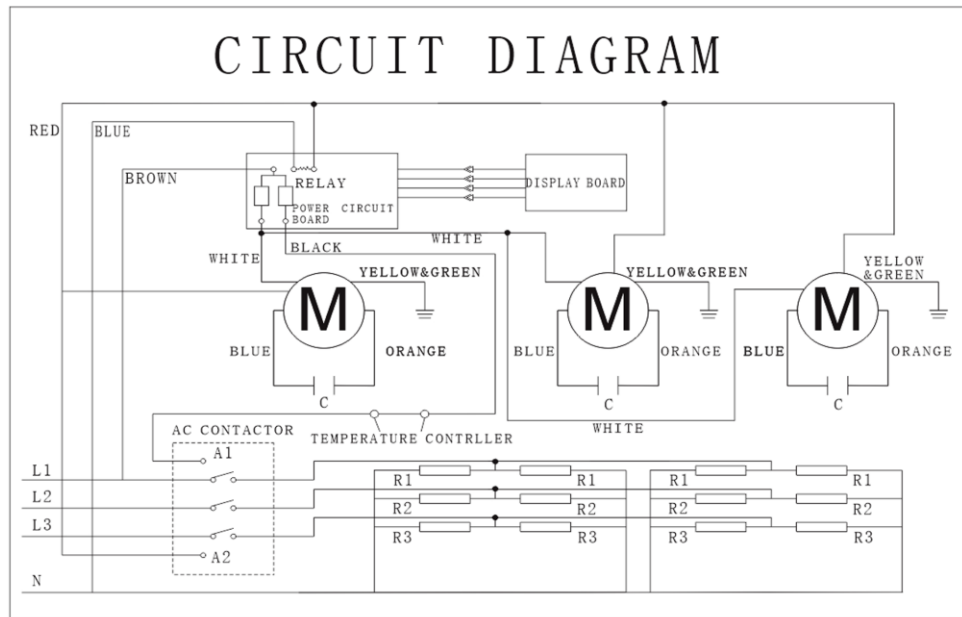 CIRCUIT DIAGRAM
RED
BLUE
BROWN
RELAY
POWER CIRCUIT
BOARD
DISPLAY BOARD
WHITE
BLACK
WHITE
YELLOW&GREEN
YELLOW&GREEN
YELLOW
&GREEN
M
M
M
BLUE
ORANGE
BLUE
ORANGE
BLUE
ORANGE
C
C
C
WHITE
AC CONTACTOR
TEMPERATURE CONTRLLER
A1
L1
R1
R1
R1
R1
L2
R2
R2
R2
R2
L3
R3
R3
R3
R3
A2
N